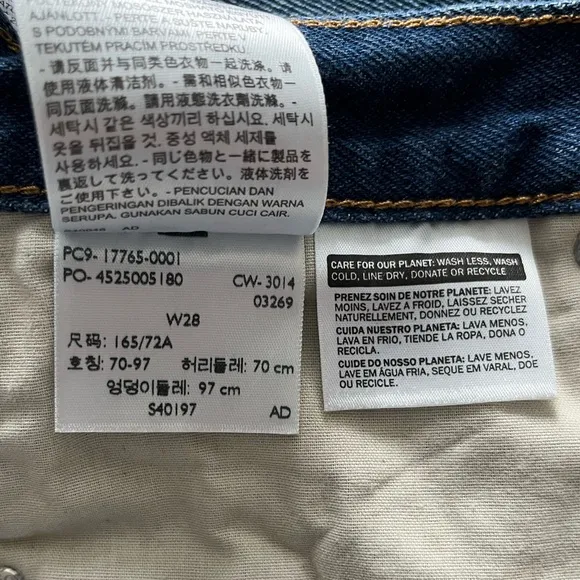 AJÁNLOTT. - PERTE A SUŠTE NARUBY,
S PODOBNÝMI BARVAMI. PERTE V
TEKUTÉM PRACÍM PROSTŘEDKU.
- 请反面并与同类色衣物一起洗涤。请
使用液体清洁剂。- 需和相似色衣物一
同反面洗滌。請用液態洗衣劑洗滌。-
세탁시 같은 색상끼리 하십시오. 세탁시
옷을 뒤집을 것. 중성 액체 세제를
사용하세요. - 同じ色物と一緒に製品を
裏返して洗ってください。液体洗剤をご
使用下さい。- PENCUCIAN DAN
PENGERINGAN DIBALIK DENGAN WARNA
SERUPA. GUNAKAN SABUN CUCI CAIR.
AD
PC9- 17765-0001
PO- 4525005180 CW- 3014
03269
W28
尺码: 165/72A
호칭: 70-97 허리둘레: 70 cm
엉덩이둘레: 97 cm
S40197 AD
CARE FOR OUR PLANET: WASH LESS, WASH
COLD, LINE DRY, DONATE OR RECYCLE
PRENEZ SOIN DE NOTRE PLANETE: LAVEZ
MOINS, LAVEZ A FROID, LAISSEZ SECHER
NATURELLEMENT, DONNEZ OU RECYCLEZ
CUIDA NUESTRO PLANETA: LAVA MENOS,
LAVA EN FRIO, TIENDE LA ROPA, DONA O
RECICLA.
CUIDE DO NOSSO PLANETA: LAVE MENOS,
LAVE EM ÁGUA FRIA, SEQUE EM VARAL, DOE
OU RECICLE.